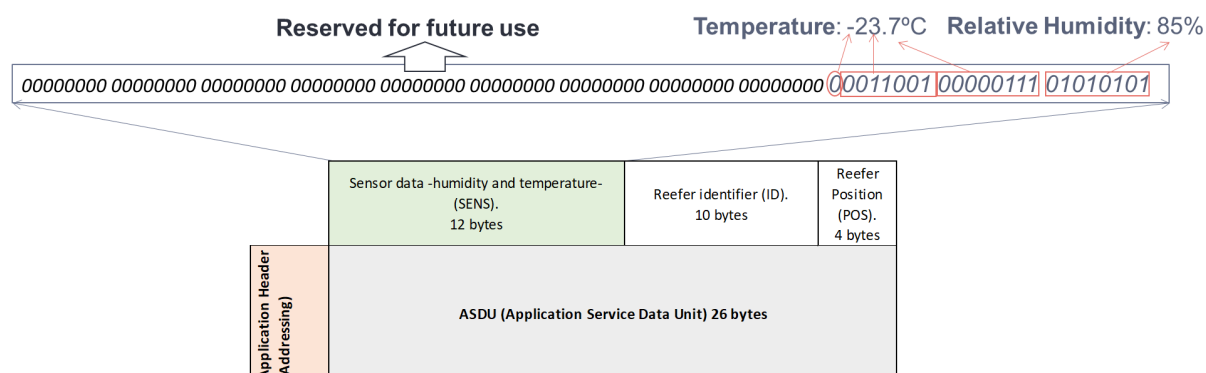 Reserved for future use
Temperature: -23.7ºC Relative Humidity: 85%
00000000 00000000 00000000 00000000 00000000 00000000 00000000 00000000 00000000 00011001 00000111 01010101
Sensor data -humidity and temperature-
(SENS).
12 bytes
Reefer identifier (ID).
10 bytes
Reefer
Position
(POS).
4 bytes
Application Header
Addressing)
ASDU (Application Service Data Unit) 26 bytes